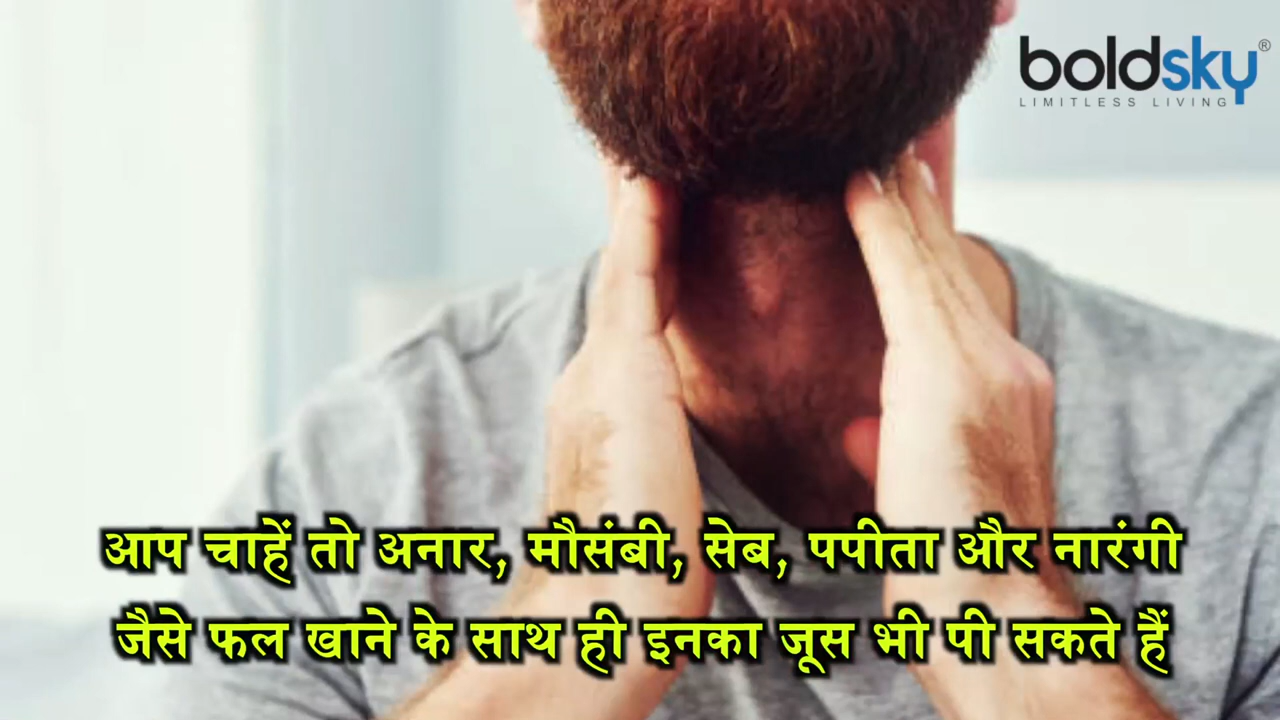 boldsky®
LIMITLESS LIVING
आप चाहें तो अनार, मौसंबी, सेब, पपीता और नारंगी
जैसे फल खाने के साथ ही इनका जूस भी पी सकते हैं